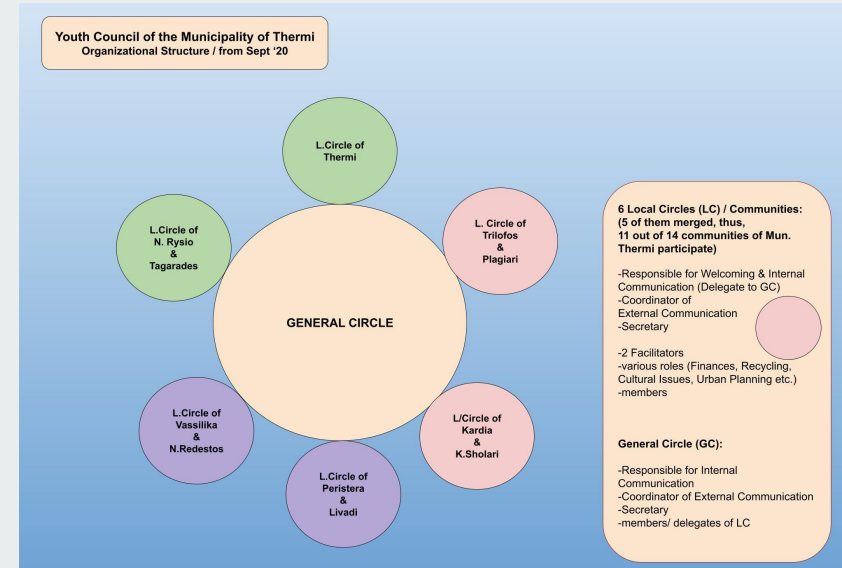 Youth Council of the Municipality of Thermi
Organizational Structure / from Sept ‘20
L.Circle of
Thermi
L.Circle of
N. Rysio
&
Tagarades
L. Circle of
Trilofos
&
Plagiari
GENERAL CIRCLE
L.Circle of
Vassilika
&
N.Redestos
L/Circle of
Kardia
&
K.Sholari
L.Circle of
Peristera
&
Livadi
6 Local Circles (LC) / Communities:
(5 of them merged, thus,
11 out of 14 communities of Mun.
Thermi participate)
-Responsible for Welcoming & Internal
Communication (Delegate to GC)
-Coordinator of
External Communication
-Secretary
-2 Facilitators
-various roles (Finances, Recycling,
Cultural Issues, Urban Planning etc.)
-members
General Circle (GC):
-Responsible for Internal
Communication
-Coordinator of External Communication
-Secretary
-members/ delegates of LC